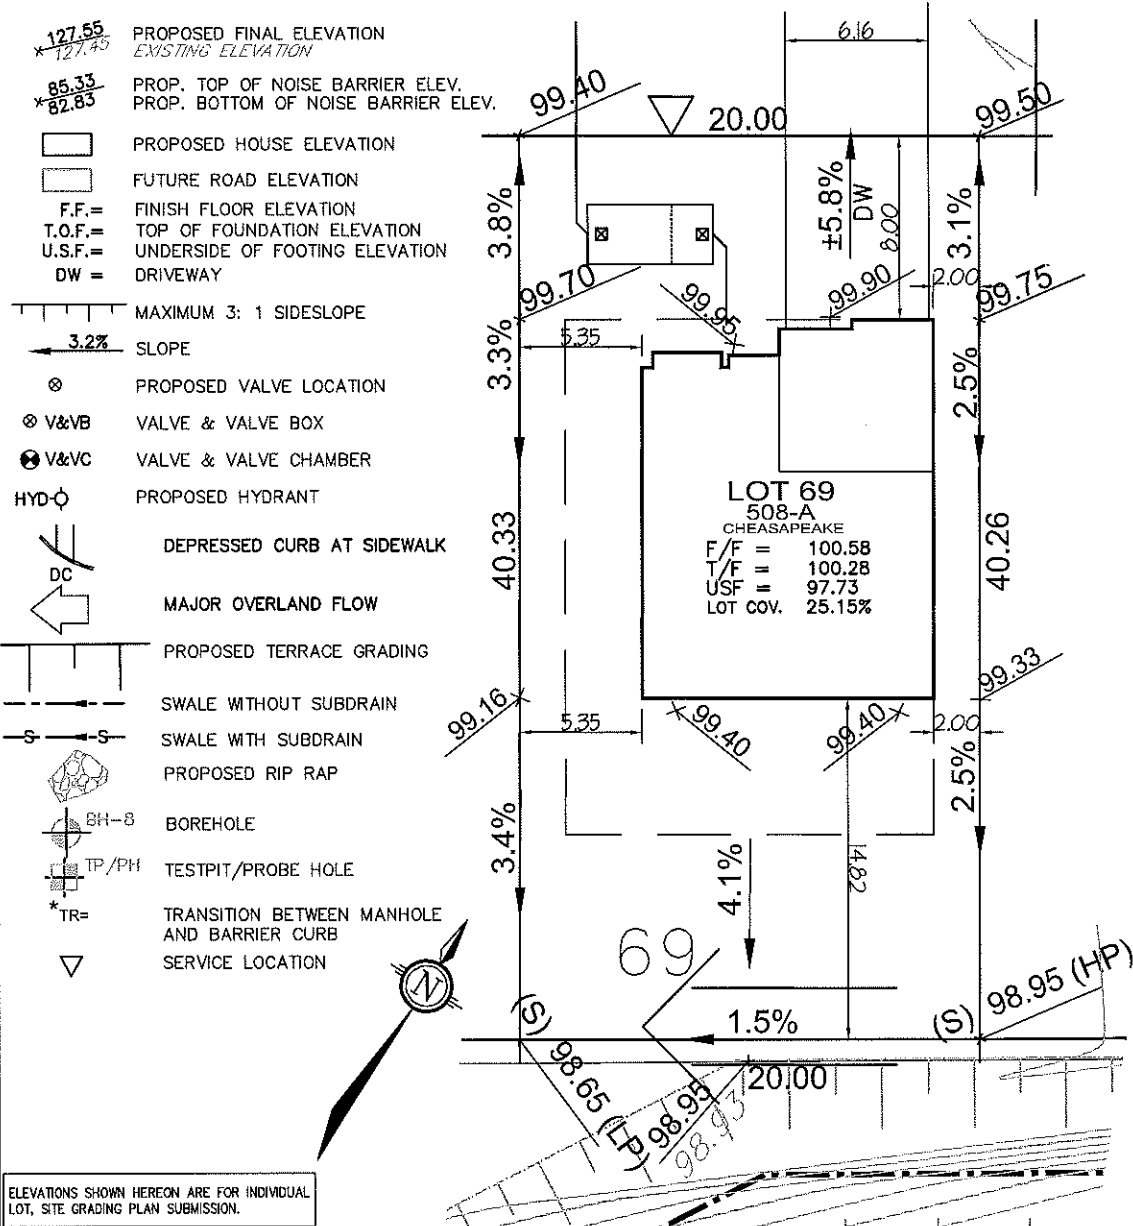 127.55
127.45
PROPOSED FINAL ELEVATION
EXISTING ELEVATION
85.33
82.83
PROP. TOP OF NOISE BARRIER ELEV.
PROP. BOTTOM OF NOISE BARRIER ELEV.
PROPOSED HOUSE ELEVATION
FUTURE ROAD ELEVATION
F.F.= FINISH FLOOR ELEVATION
T.O.F.= TOP OF FOUNDATION ELEVATION
U.S.F.= UNDERSIDE OF FOOTING ELEVATION
DW = DRIVEWAY
MAXIMUM 3: 1 SIDESLOPE
3.2% SLOPE
PROPOSED VALVE LOCATION
V&VB VALVE & VALVE BOX
V&VC VALVE & VALVE CHAMBER
HYD PROPOSED HYDRANT
DEPRESSED CURB AT SIDEWALK
DC
MAJOR OVERLAND FLOW
PROPOSED TERRACE GRADING
SWALE WITHOUT SUBDRAIN
S S SWALE WITH SUBDRAIN
PROPOSED RIP RAP
BH-8 BOREHOLE
TP/PH TESTPIT/PROBE HOLE
*TR= TRANSITION BETWEEN MANHOLE
AND BARRIER CURB
SERVICE LOCATION
N
ELEVATIONS SHOWN HEREON ARE FOR INDIVIDUAL
LOT, SITE GRADING PLAN SUBMISSION.
6.16
99.40
20.00
99.50
3.8%
±5.8%
DW
8.00
3.1%
99.70
99.95
99.90
2.00
99.75
5.35
3.3%
2.5%
LOT 69
508-A
CHEASAPEAKE
F/F = 100.58
T/F = 100.28
USF = 97.73
LOT COV. 25.15%
40.33
40.26
99.16
5.35
99.40
99.40
2.00
99.33
3.4%
4.1%
14.82
2.5%
69
(S)
1.5%
(S)
98.95 (HP)
98.65 (LP)
98.95
98.93
20.00